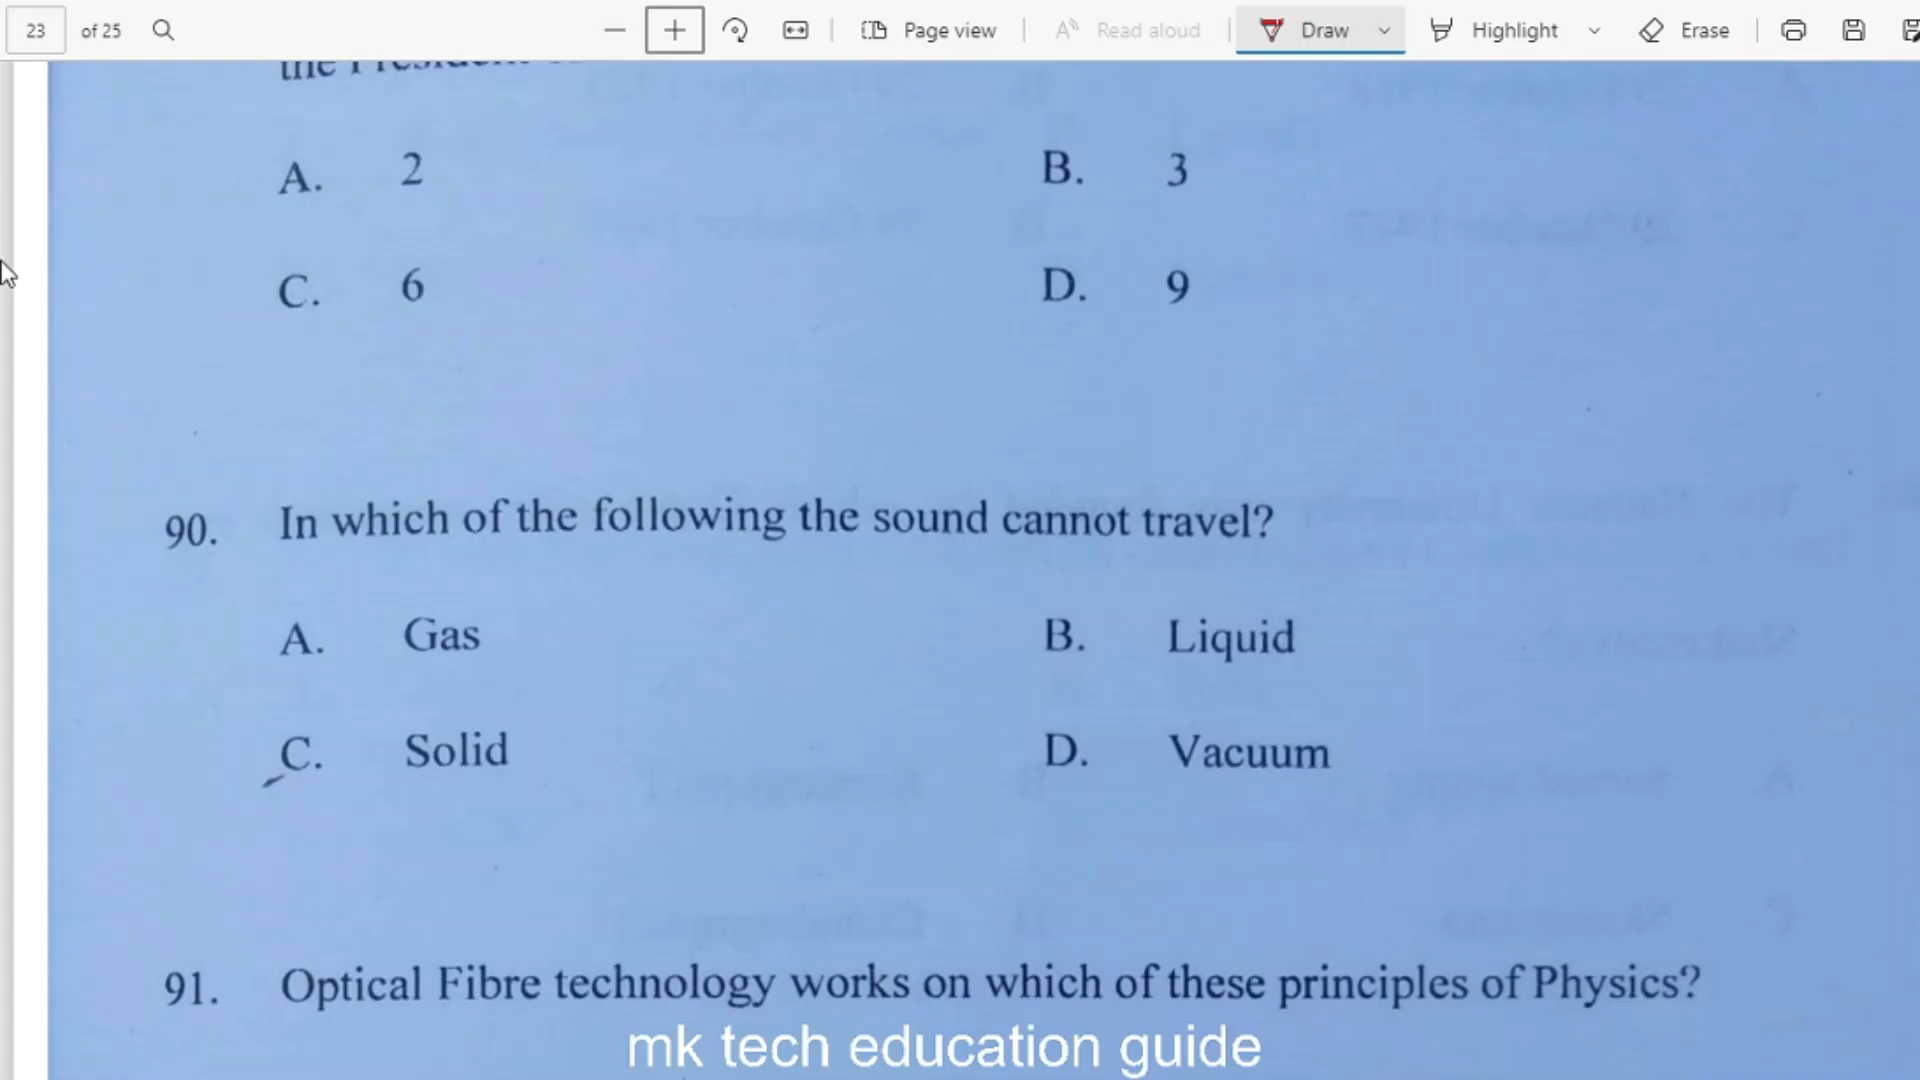 23 of 25 Page view Read aloud Draw Highlight Erase
the President
A. 2 B. 3
C. 6 D. 9
90. In which of the following the sound cannot travel?
A. Gas B. Liquid
C. Solid D. Vacuum
91. Optical Fibre technology works on which of these principles of Physics?
mk tech education guide